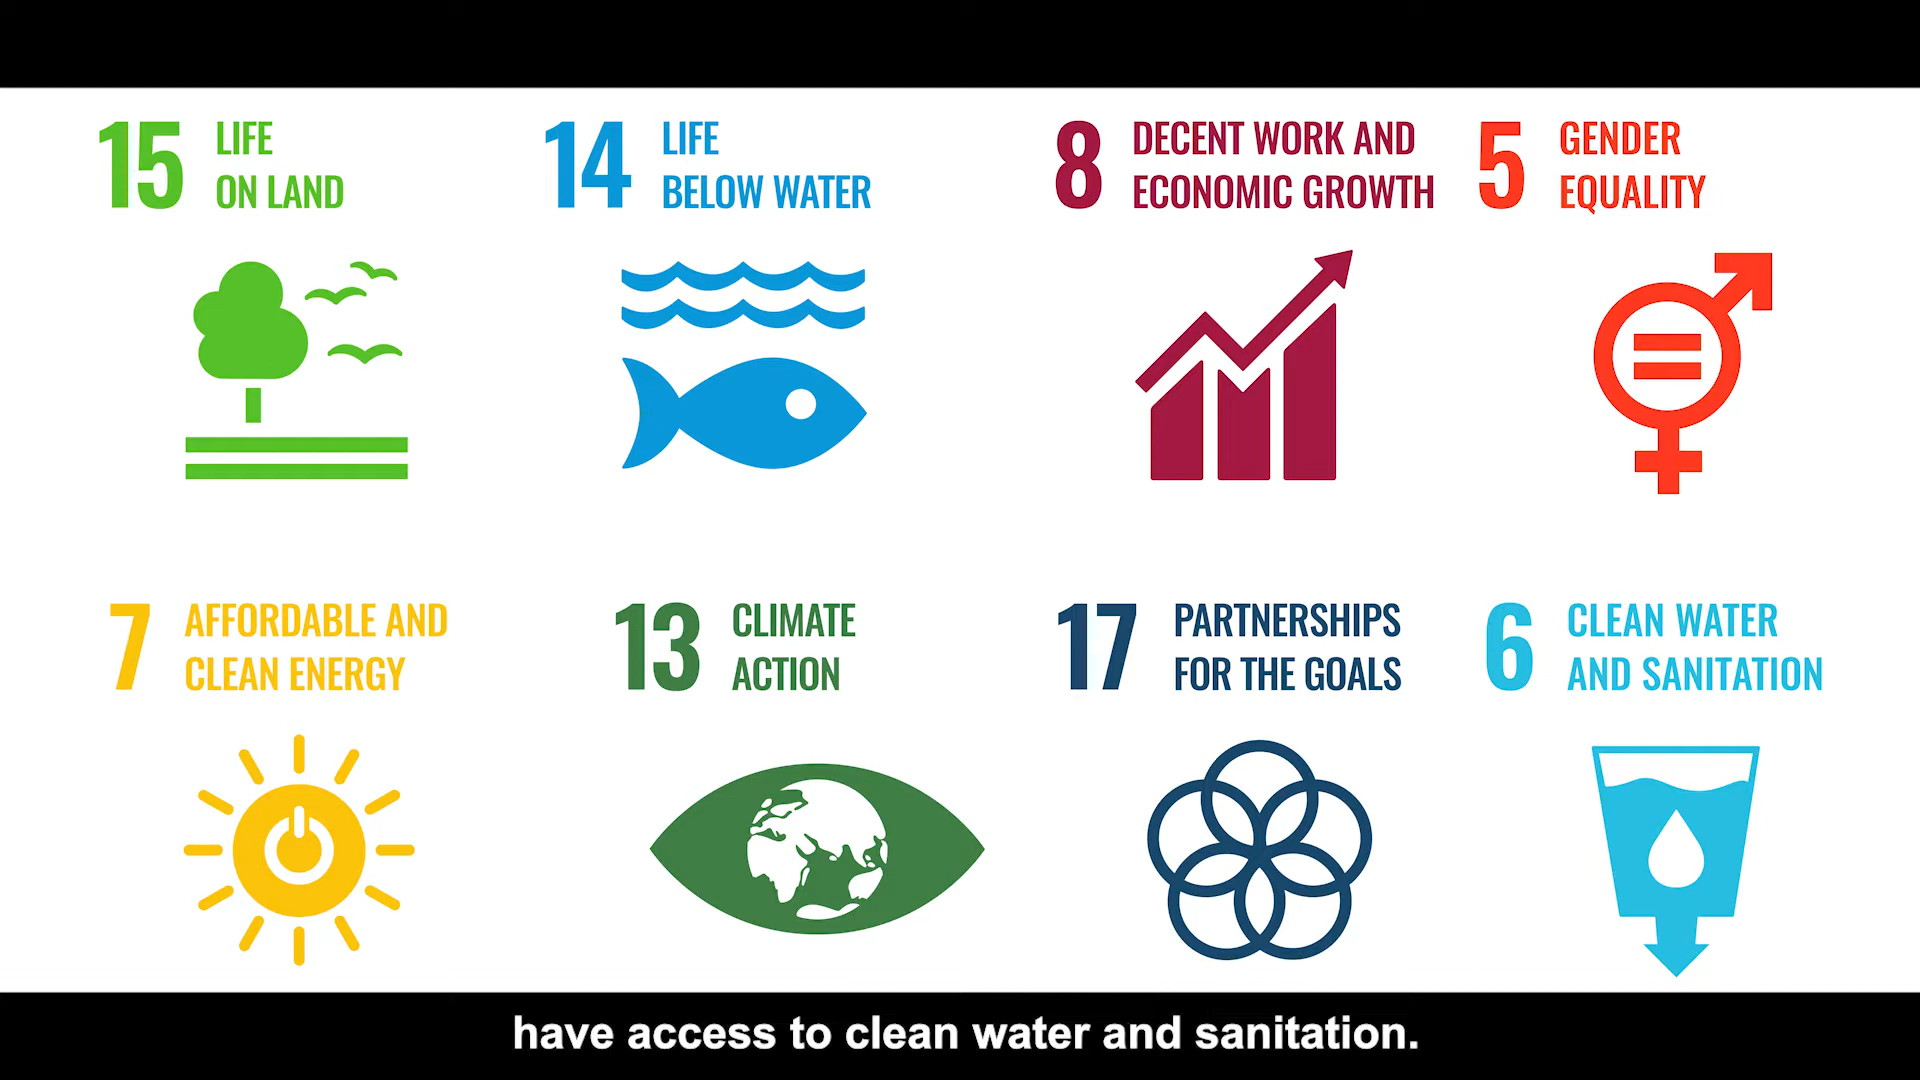 15
LIFE
ON LAND
14
LIFE
BELOW WATER
8
DECENT WORK AND
ECONOMIC GROWTH
5
GENDER
EQUALITY
7
AFFORDABLE AND
CLEAN ENERGY
13
CLIMATE
ACTION
17
PARTNERSHIPS
FOR THE GOALS
6
CLEAN WATER
AND SANITATION
have access to clean water and sanitation.